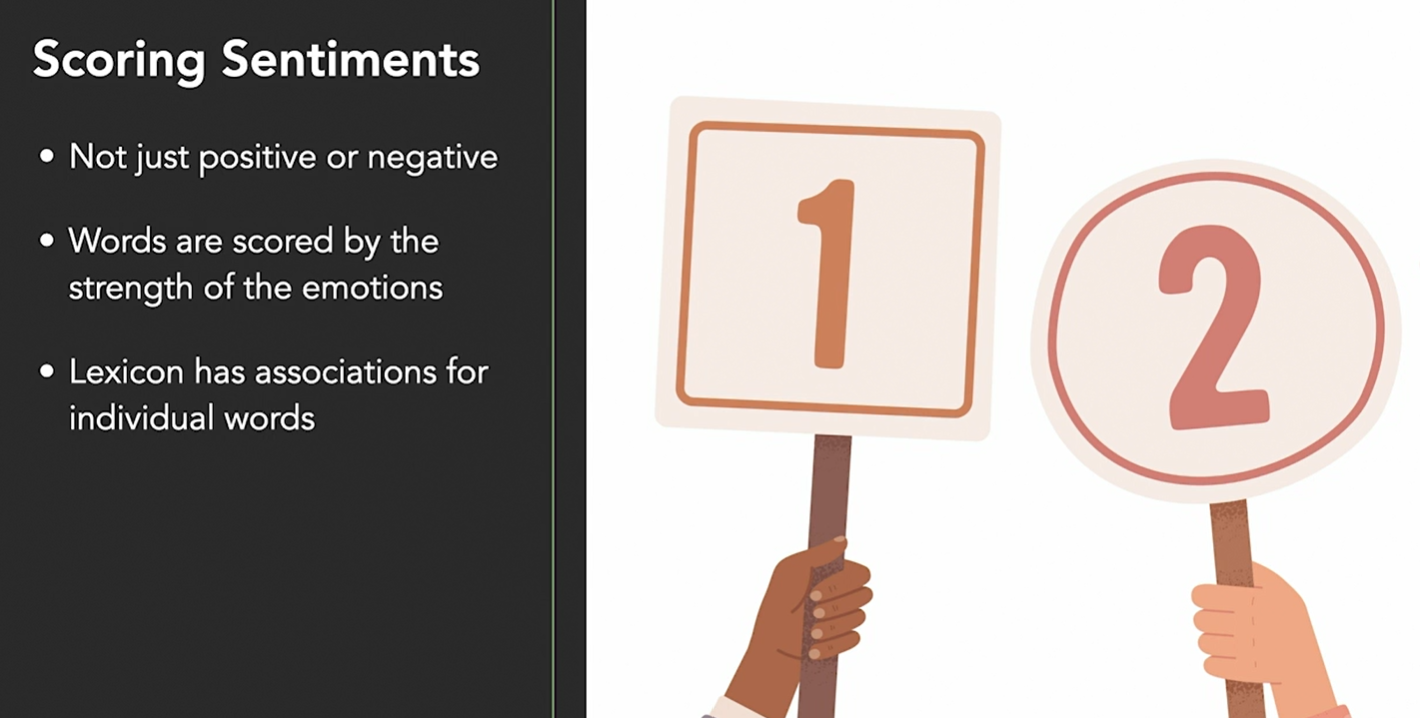 Scoring Sentiments
• Not just positive or negative
• Words are scored by the
strength of the emotions
• Lexicon has associations for
individual words
1
2